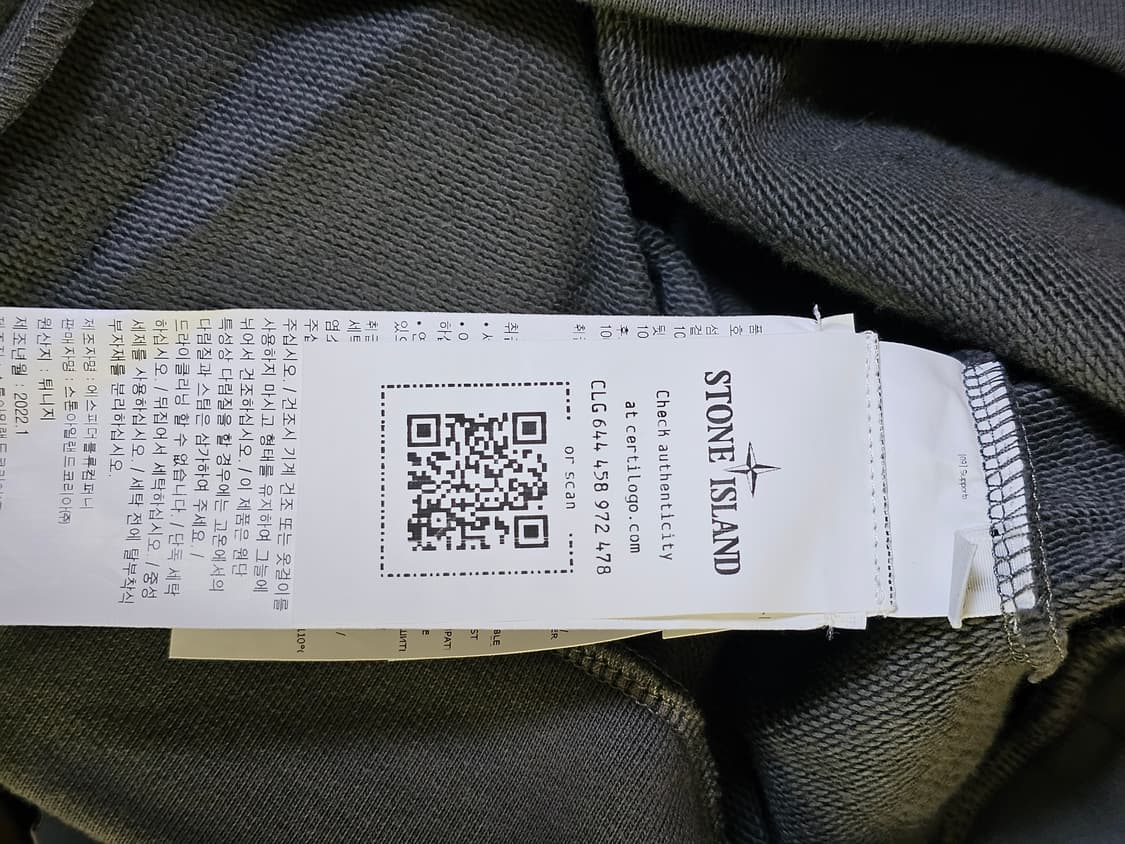 STONE ISLAND
Check authenticity
at certilogo.com
CLG 644 458 972 478
or scan
주십시오. / 건조시 기계 건조 또는 옷걸이를
사용하지 마시고 형태를 유지하여 그늘에
뉘어서 건조하십시오. / 이 제품은 원단
특성상 다림질을 할 경우에는 고온에서의
다림질과 스팀은 삼가하여 주세요. /
드라이클리닝 할 수 없습니다. / 단독 세탁
하십시오. / 뒤집어서 세탁하십시오. / 중성
세제를 사용하십시오. / 세탁 전에 탈부착식
부자재를 분리하십시오.
제조자명 : 에스피더블류컴퍼니
판매자명 : 스톤아일랜드코리아(주)
원산지 : 튀니지
제조년월 : 2022.1